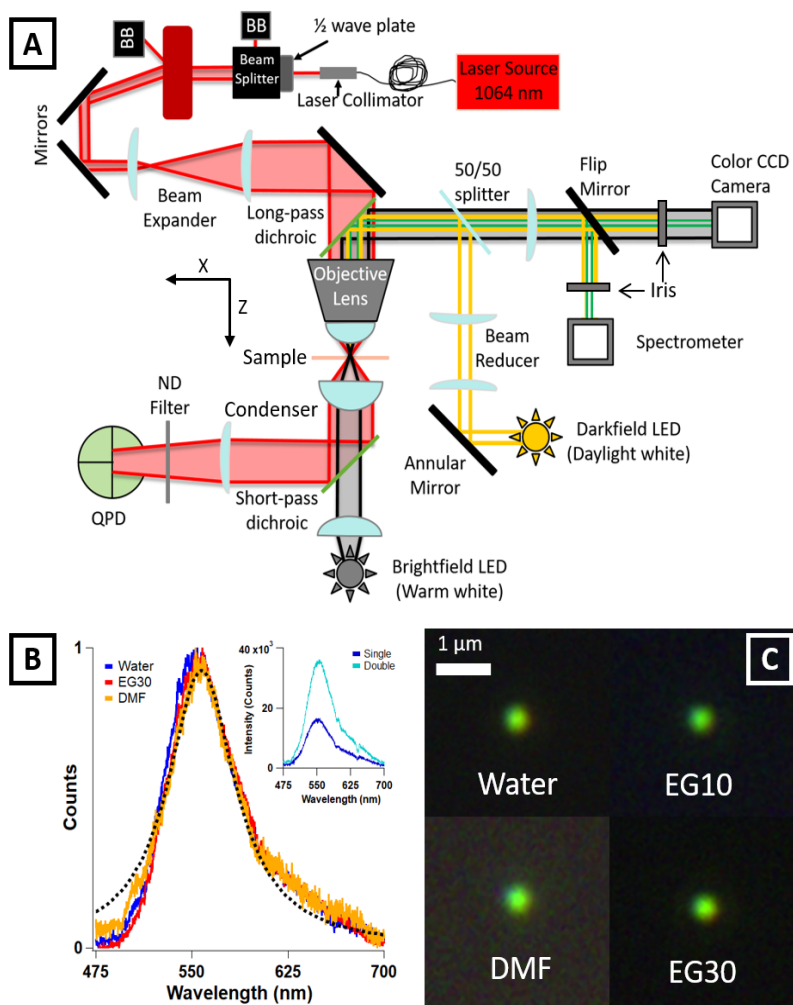 A
BB
BB
½ wave plate
Beam
Splitter
Laser Collimator
Laser Source
1064 nm
Mirrors
Beam
Expander
Long-pass
dichroic
50/50
splitter
Flip
Mirror
Color CCD
Camera
X
Z
Objective
Lens
Iris
Sample
Beam
Reducer
Spectrometer
ND
Filter
Condenser
Darkfield LED
(Daylight white)
Annular
Mirror
QPD
Short-pass
dichroic
Brightfield LED
(Warm white)
B
Counts
1
0
Water
EG30
DMF
475
550
625
700
Wavelength (nm)
Intensity (Counts)
40 x10³
20
0
Single
Double
475
550
625
700
Wavelength (nm)
C
1 µm
Water
EG10
DMF
EG30